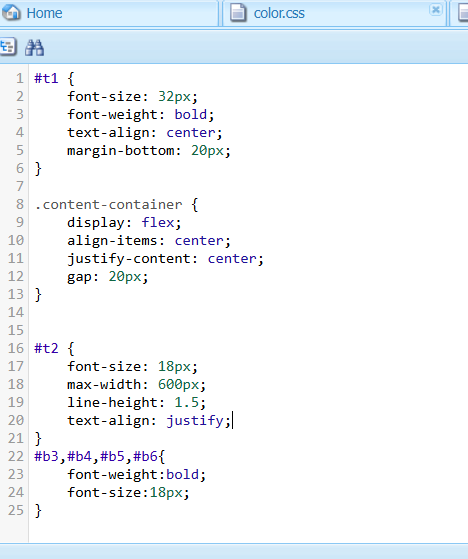 Home color.css
1 #t1 {
2     font-size: 32px;
3     font-weight: bold;
4     text-align: center;
5     margin-bottom: 20px;
6 }
7
8 .content-container {
9     display: flex;
10     align-items: center;
11     justify-content: center;
12     gap: 20px;
13 }
14
15
16 #t2 {
17     font-size: 18px;
18     max-width: 600px;
19     line-height: 1.5;
20     text-align: justify;
21 }
22 #b3,#b4,#b5,#b6{
23     font-weight:bold;
24     font-size:18px;
25 }